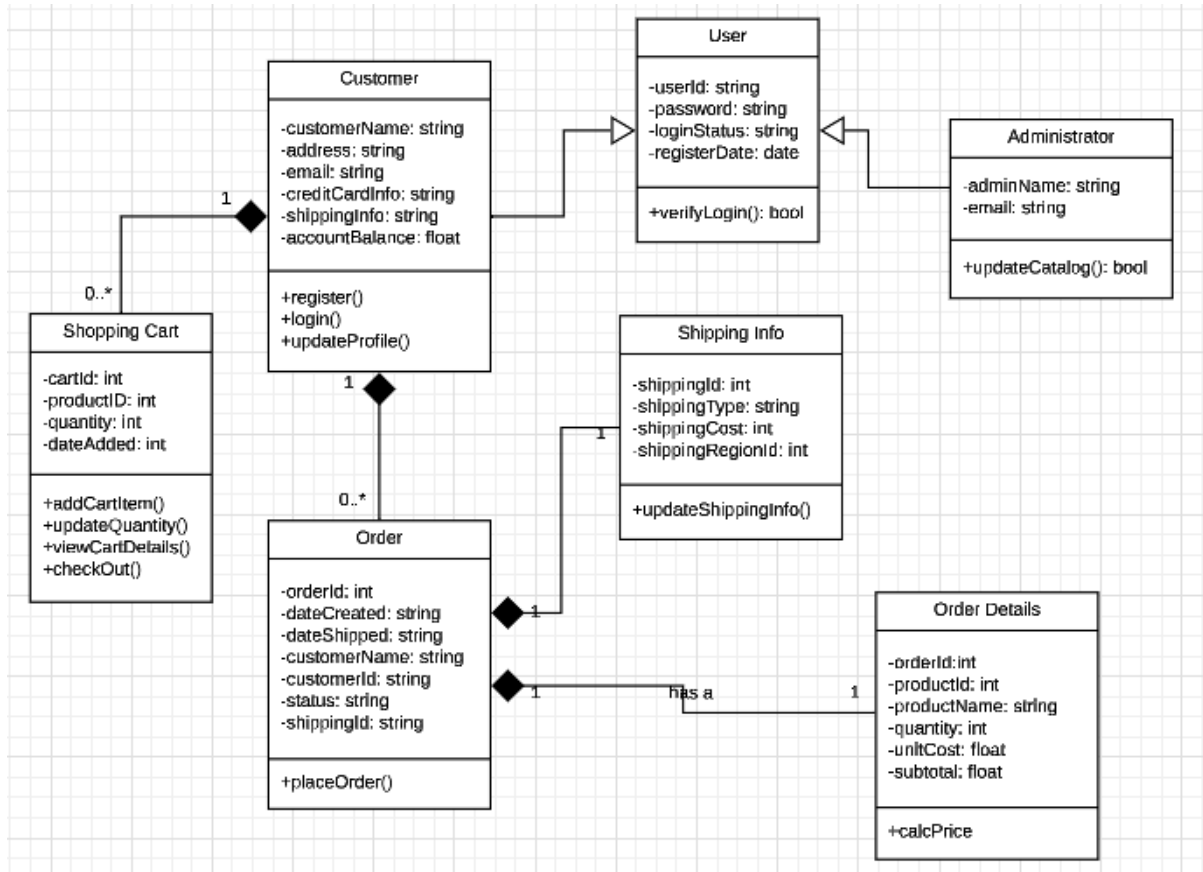 User
-userId: string
-password: string
-loginStatus: string
-registerDate: date
+verifyLogin(): bool
Customer
-customerName: string
-address: string
-email: string
-creditCardInfo: string
-shippingInfo: string
-accountBalance: float
+register()
+login()
+updateProfile()
Administrator
-adminName: string
-email: string
+updateCatalog(): bool
1
0..*
Shopping Cart
-cartId: int
-productID: int
-quantity: int
-dateAdded: int
+addCartItem()
+updateQuantity()
+viewCartDetails()
+checkOut()
1
0..*
Shipping Info
-shippingId: int
-shippingType: string
-shippingCost: int
-shippingRegionId: int
+updateShippingInfo()
1
Order
-orderId: int
-dateCreated: string
-dateShipped: string
-customerName: string
-customerId: string
-status: string
-shippingId: string
+placeOrder()
1
1
has a
1
Order Details
-orderId:int
-productId: int
-productName: string
-quantity: int
-unitCost: float
-subtotal: float
+calcPrice